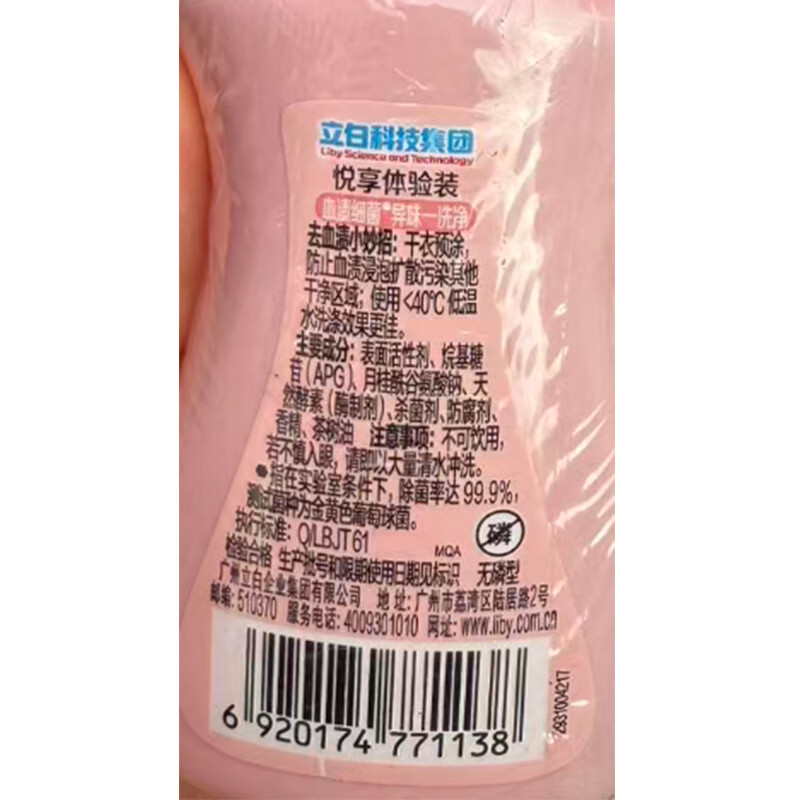 立白科技集团
Liby Science and Technology
悦享体验装
血渍细菌●异味一洗净
去血渍小妙招：干衣预涂，
防止血渍浸泡扩散污染其他
干净区域；使用<40℃低温
水洗涤效果更佳。
主要成分：表面活性剂、烷基糖
苷（APG）、月桂酰谷氨酸钠、天
然酵素（酶制剂）、杀菌剂、防腐剂、
香精、茶树油 注意事项：不可饮用，
若不慎入眼，请即以大量清水冲洗。
●指在实验室条件下，除菌率达99.9%，
测试菌种为金黄色葡萄球菌。
执行标准：Q/LBJT 61
磷
MQA
检验合格 生产批号和限期使用日期见标识 无磷型
广州立白企业集团有限公司 地址：广州市荔湾区陆居路2号
邮编：510370 服务电话：4009301010 网址：www.liby.com.cn
2931004217
6 920174 771138